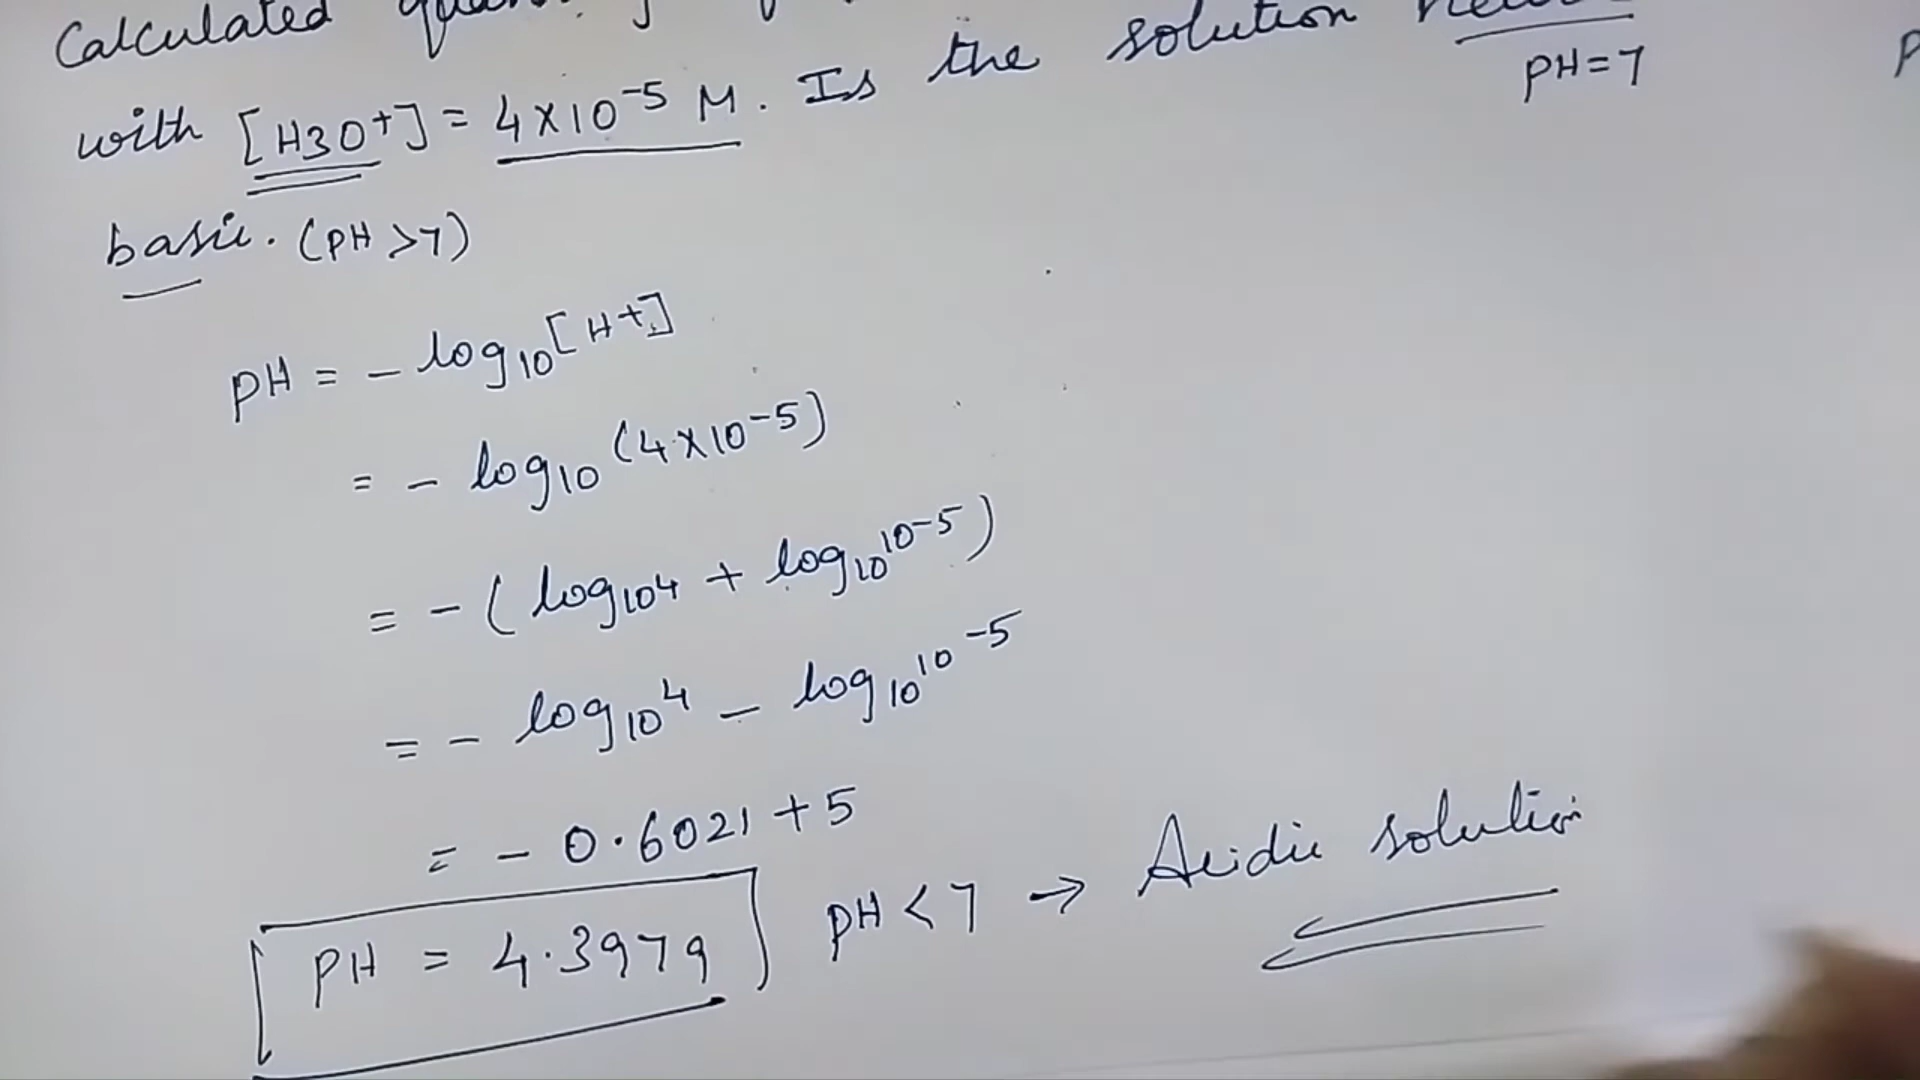 Calculated
with [H3O+] = 4×10⁻⁵ M. Is the solution
pH=7
basic. (pH >7)
pH = - log₁₀[H+]
= - log₁₀ (4×10⁻⁵)
= - ( log₁₀4 + log₁₀10⁻⁵)
= - log₁₀4 - log₁₀10⁻⁵
= - 0.6021 + 5
pH = 4.3979 pH < 7 → Acidic solution